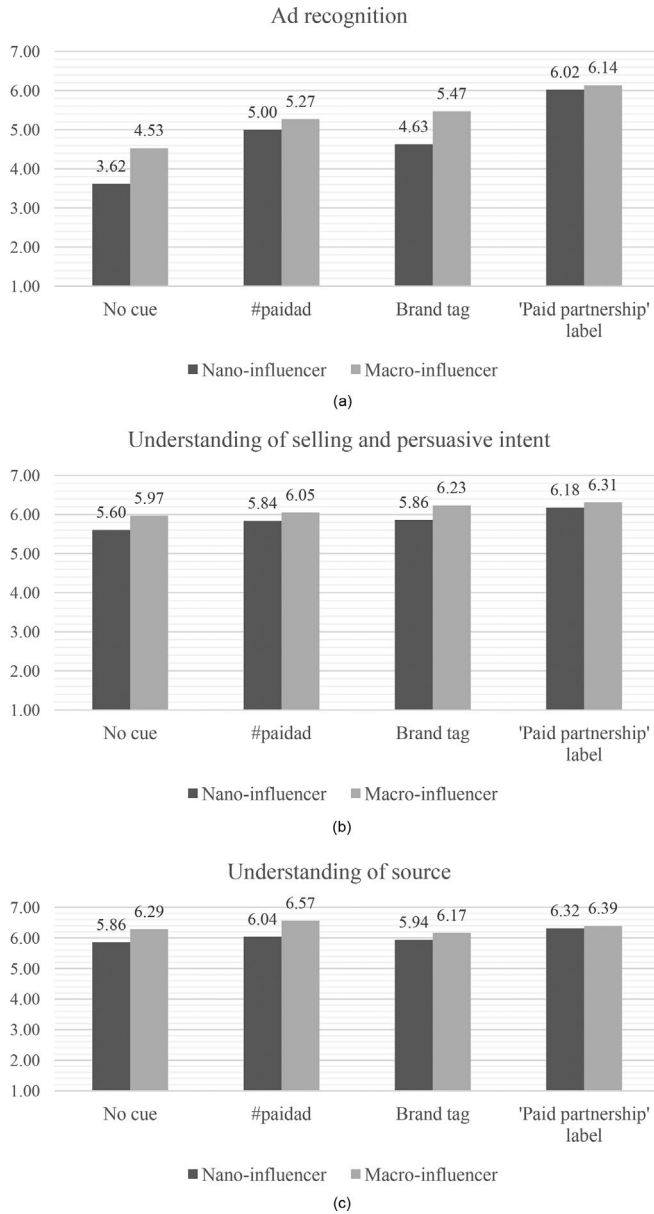 Ad recognition
7.00
6.00
5.00
4.00
3.00
2.00
1.00
3.62 4.53 5.00 5.27 4.63 5.47 6.02 6.14
No cue #paidad Brand tag 'Paid partnership'
label
Nano-influencer Macro-influencer
(a)
Understanding of selling and persuasive intent
7.00
6.00
5.00
4.00
3.00
2.00
1.00
5.60 5.97 5.84 6.05 5.86 6.23 6.18 6.31
No cue #paidad Brand tag 'Paid partnership'
label
Nano-influencer Macro-influencer
(b)
Understanding of source
7.00
6.00
5.00
4.00
3.00
2.00
1.00
5.86 6.29 6.04 6.57 5.94 6.17 6.32 6.39
No cue #paidad Brand tag 'Paid partnership'
label
Nano-influencer Macro-influencer
(c)